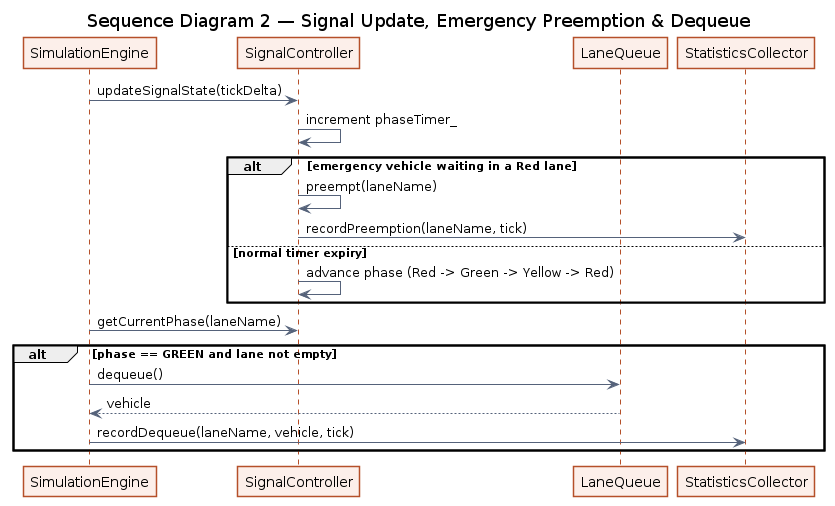 Sequence Diagram 2 — Signal Update, Emergency Preemption & Dequeue
SimulationEngine
SignalController
LaneQueue
StatisticsCollector
updateSignalState(tickDelta)
increment phaseTimer_
alt
[emergency vehicle waiting in a Red lane]
preempt(laneName)
recordPreemption(laneName, tick)
[normal timer expiry]
advance phase (Red -> Green -> Yellow -> Red)
getCurrentPhase(laneName)
alt
[phase == GREEN and lane not empty]
dequeue()
vehicle
recordDequeue(laneName, vehicle, tick)
SimulationEngine
SignalController
LaneQueue
StatisticsCollector